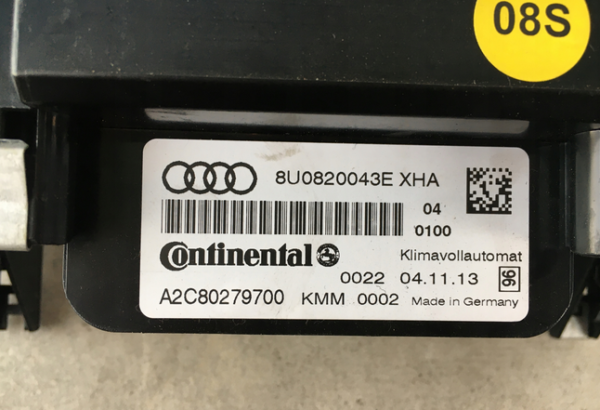 08S
8U0820043E XHA
04
0100
Continental
Klimavollautomat
0022 04.11.13 96
A2C80279700 KMM 0002 Made in Germany